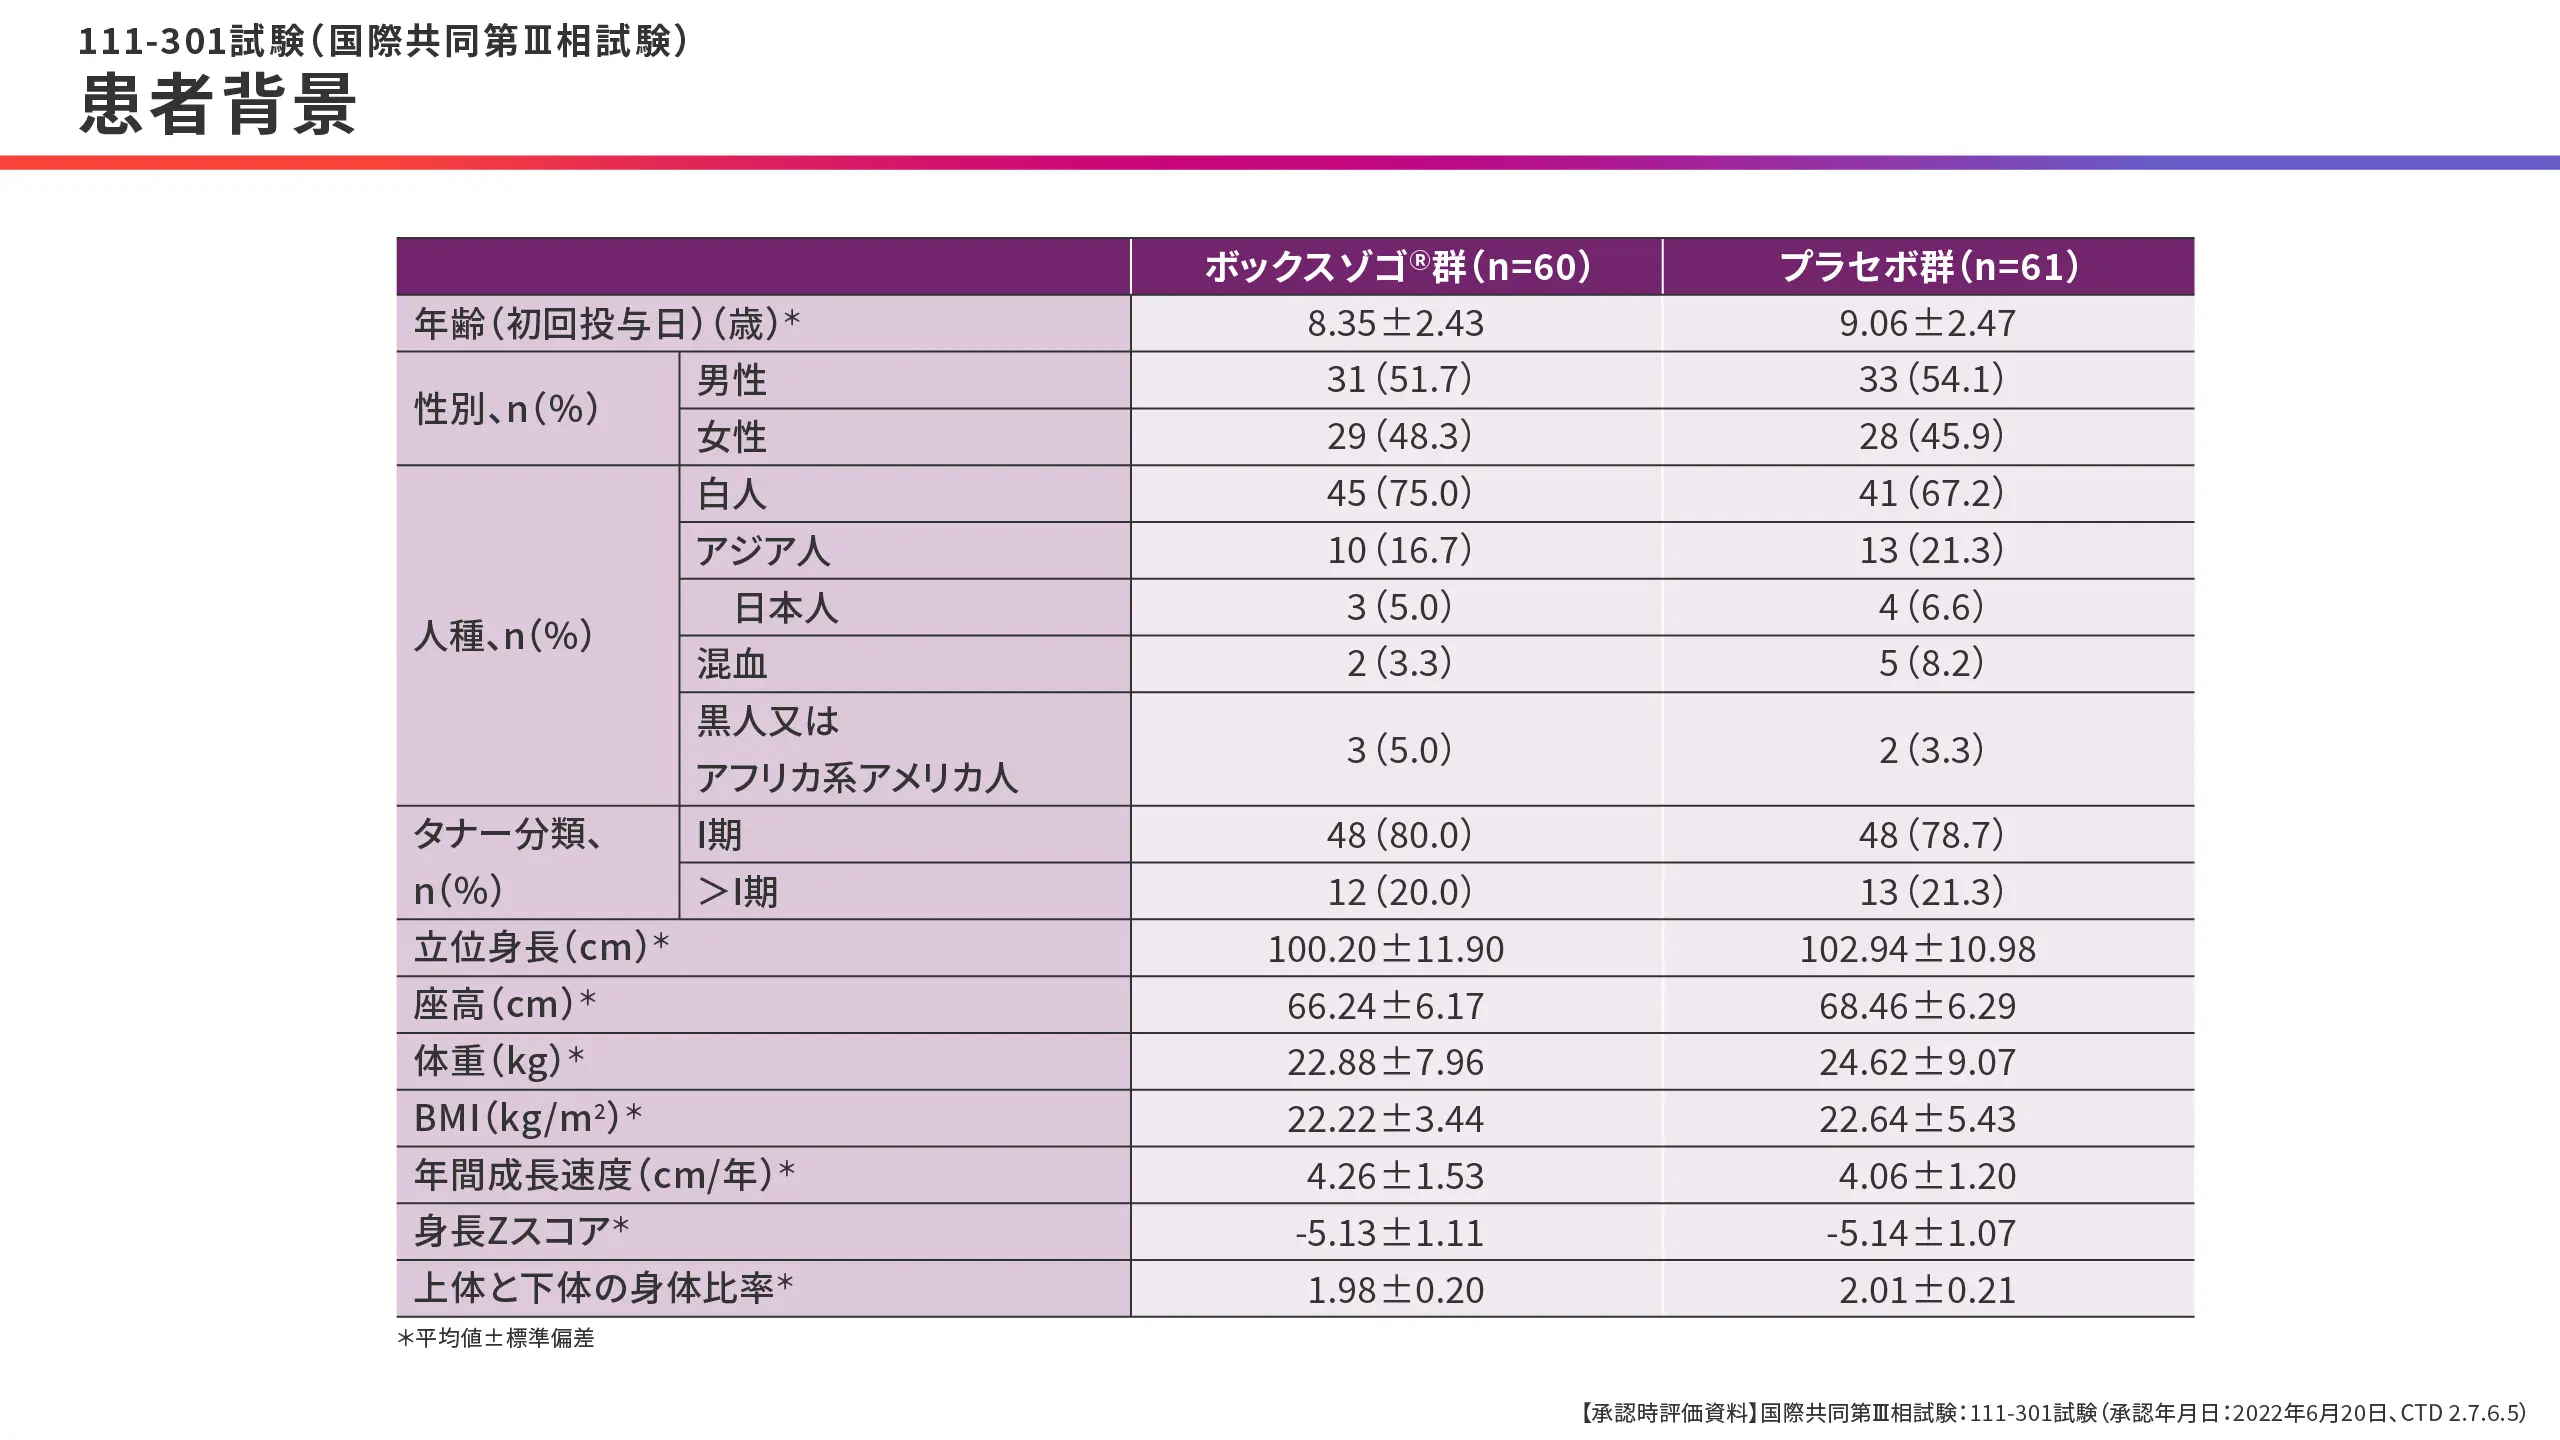 111-301試験（国際共同第Ⅲ相試験）
患者背景
ボックスゾゴ®群（n=60） プラセボ群（n=61）
年齢（初回投与日）（歳）＊ 8.35±2.43 9.06±2.47
性別、n（%）
男性 31（51.7） 33（54.1）
女性 29（48.3） 28（45.9）
人種、n（%）
白人 45（75.0） 41（67.2）
アジア人 10（16.7） 13（21.3）
日本人 3（5.0） 4（6.6）
混血 2（3.3） 5（8.2）
黒人又は
アフリカ系アメリカ人 3（5.0） 2（3.3）
タナー分類、
n（%）
I期 48（80.0） 48（78.7）
＞I期 12（20.0） 13（21.3）
立位身長（cm）＊ 100.20±11.90 102.94±10.98
座高（cm）＊ 66.24±6.17 68.46±6.29
体重（kg）＊ 22.88±7.96 24.62±9.07
BMI（kg/m²）＊ 22.22±3.44 22.64±5.43
年間成長速度（cm/年）＊ 4.26±1.53 4.06±1.20
身長Zスコア＊ -5.13±1.11 -5.14±1.07
上体と下体の身体比率＊ 1.98±0.20 2.01±0.21
＊平均値±標準偏差
【承認時評価資料】国際共同第Ⅲ相試験：111-301試験（承認年月日：2022年6月20日、CTD 2.7.6.5）